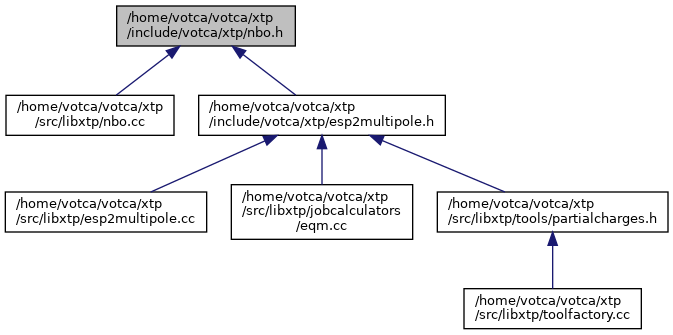 /home/votca/votca/xtp
/include/votca/xtp/nbo.h
/home/votca/votca/xtp
/src/libxtp/nbo.cc
/home/votca/votca/xtp
/include/votca/xtp/esp2multipole.h
/home/votca/votca/xtp
/src/libxtp/esp2multipole.cc
/home/votca/votca/xtp
/src/libxtp/jobcalculators
/eqm.cc
/home/votca/votca/xtp
/src/libxtp/tools/partialcharges.h
/home/votca/votca/xtp
/src/libxtp/toolfactory.cc